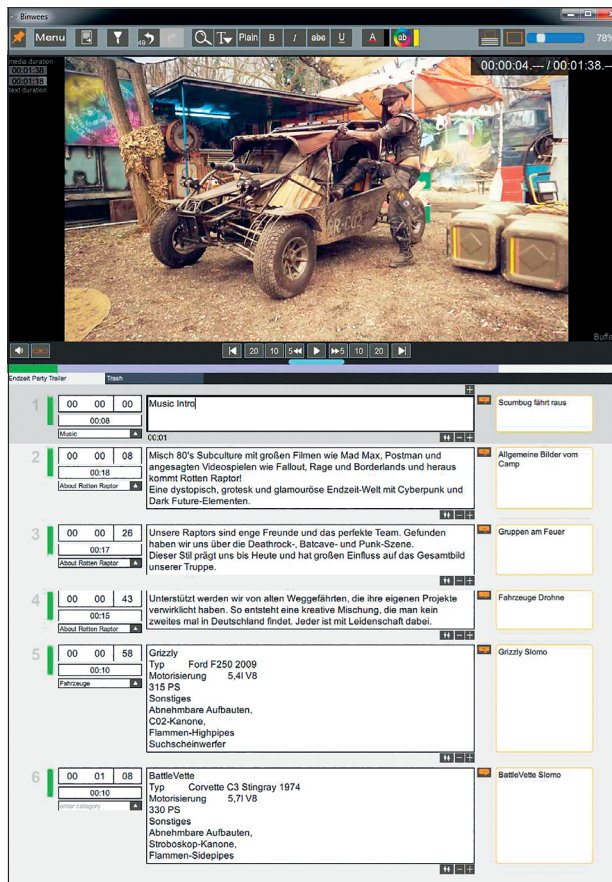 Binwees
Menu
49
Plain B I abc U A ab
78%
media duration
00:01:38
00:01:18
text duration
00:00:04.--- / 00:01:38.--
Buffe
20 10 5 5 10 20
Endzeit Party Trailer
Trash
1
00 00 00
00:08
Music
Music Intro
00:01
Scumbug fährt raus
2
00 00 08
00:18
About Rotten Raptor
Misch 80's Subculture mit großen Filmen wie Mad Max, Postman und
angesagten Videospielen wie Fallout, Rage und Borderlands und heraus
kommt Rotten Raptor!
Eine dystopisch, grotesk und glamouröse Endzeit-Welt mit Cyberpunk und
Dark Future-Elementen.
Allgemeine Bilder vom
Camp
3
00 00 26
00:17
About Rotten Raptor
Unsere Raptors sind enge Freunde und das perfekte Team. Gefunden
haben wir uns über die Deathrock-, Batcave- und Punk-Szene.
Dieser Stil prägt uns bis Heute und hat großen Einfluss auf das Gesamtbild
unserer Truppe.
Gruppen am Feuer
4
00 00 43
00:15
About Rotten Raptor
Unterstützt werden wir von alten Weggefährten, die ihre eigenen Projekte
verwirklicht haben. So entsteht eine kreative Mischung, die man kein
zweites mal in Deutschland findet. Jeder ist mit Leidenschaft dabei.
Fahrzeuge Drohne
5
00 00 58
00:10
Fahrzeuge
Grizzly
Typ Ford F250 2009
Motorisierung 5,4l V8
315 PS
Sonstiges
Abnehmbare Aufbauten,
C02-Kanone,
Flammen-Highpipes
Suchscheinwerfer
Grizzly Slomo
6
00 01 08
00:10
enter category
BattleVette
Typ Corvette C3 Stingray 1974
Motorisierung 5,7l V8
330 PS
Sonstiges
Abnehmbare Aufbauten,
Stroboskop-Kanone,
Flammen-Sidepipes
BattleVette Slomo